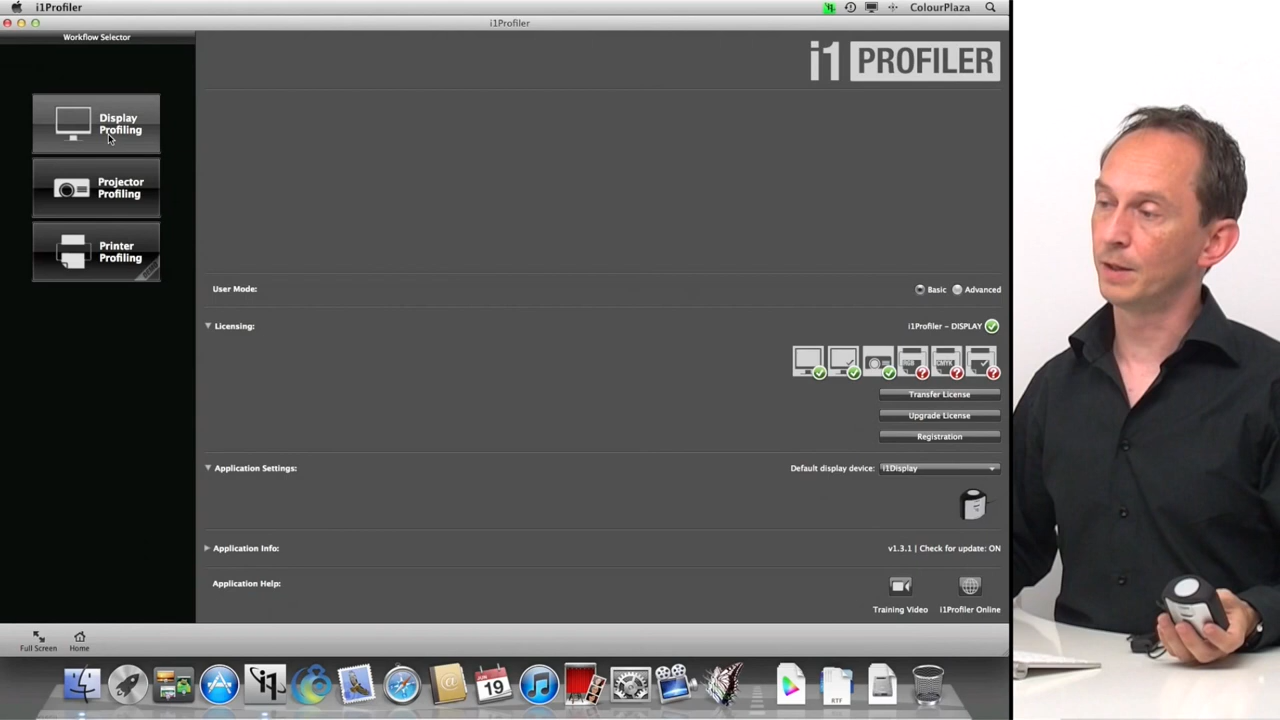 i1Profiler
ColourPlaza
i1Profiler
Workflow Selector
i1 PROFILER
Display
Profiling
Projector
Profiling
Printer
Profiling
User Mode:
Basic
Advanced
Licensing:
i1Profiler – DISPLAY
Transfer License
Upgrade License
Registration
Application Settings:
Default display device:
i1Display
Application Info:
v1.3.1 | Check for update: ON
Application Help:
Training Video
i1Profiler Online
Full Screen
Home
JUN
19
RTF